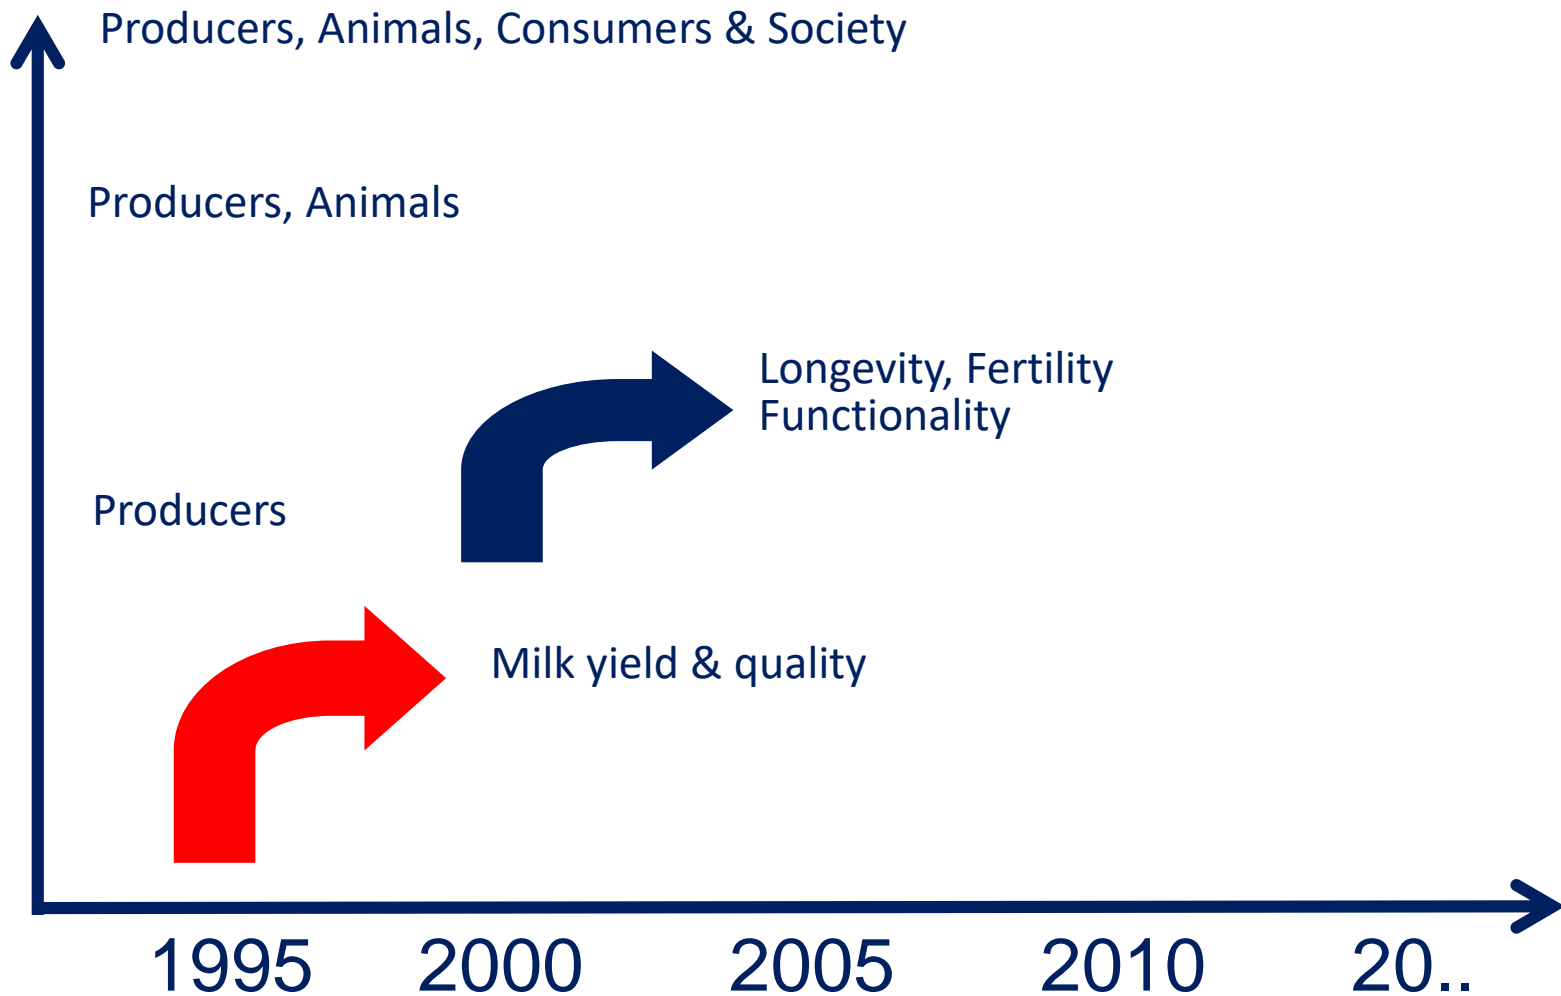 Producers, Animals, Consumers & Society
Producers, Animals
Longevity, Fertility
Functionality
Producers
Milk yield & quality
1995 2000 2005 2010 20..